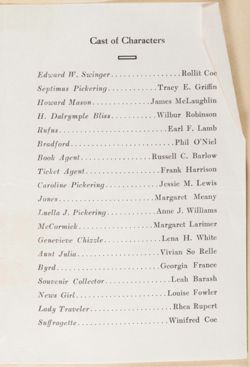 Cast of Characters
Edward W. Swinger....................Rollit Coe
Septimus Pickering...............Tracy E. Griffin
Howard Mason...............James McLaughlin
H. Dalrymple Bliss...........Wilbur Robinson
Rufus............................Earl F. Lamb
Bradford..........................Phil O'Niel
Book Agent...................Russell C. Barlow
Ticket Agent...................Frank Harrison
Caroline Pickering...............Jessie M. Lewis
Jones............................Margaret Meany
Luella J. Pickering............Anne J. Williams
McCormick.....................Margaret Larimer
Genevieve Chizzle................Lena H. White
Aunt Julia.....................Vivian So Relle
Byrd..........................Georgia France
Souvenir Collector................Leah Barash
News Girl........................Louise Fowler
Lady Traveler.....................Rhea Rupert
Suffragette......................Winifred Coe